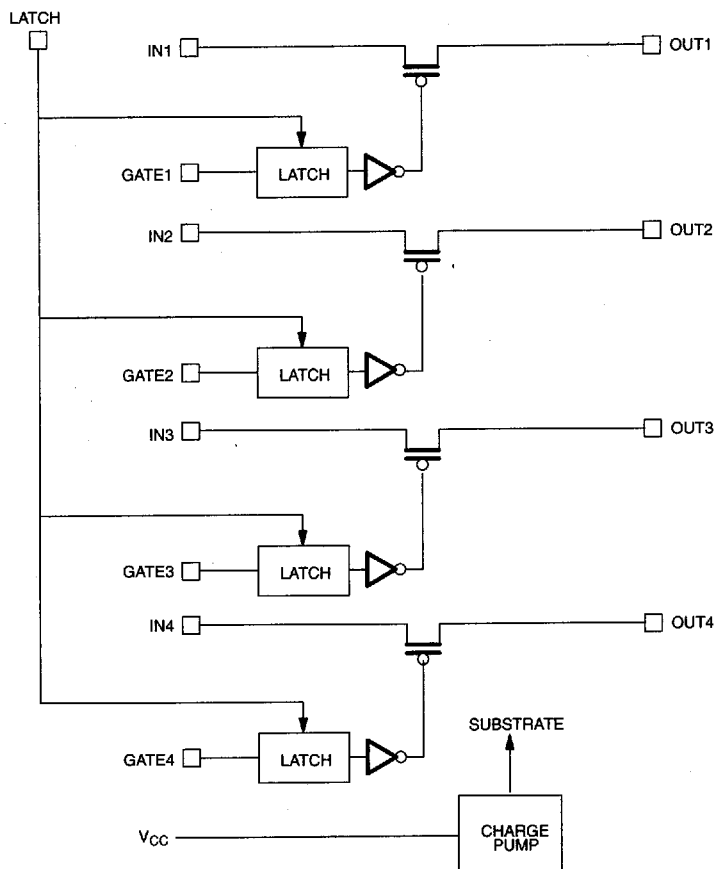 LATCH
IN1
OUT1
GATE1
LATCH
IN2
OUT2
GATE2
LATCH
IN3
OUT3
GATE3
LATCH
IN4
OUT4
GATE4
LATCH
SUBSTRATE
VCC
CHARGE
PUMP